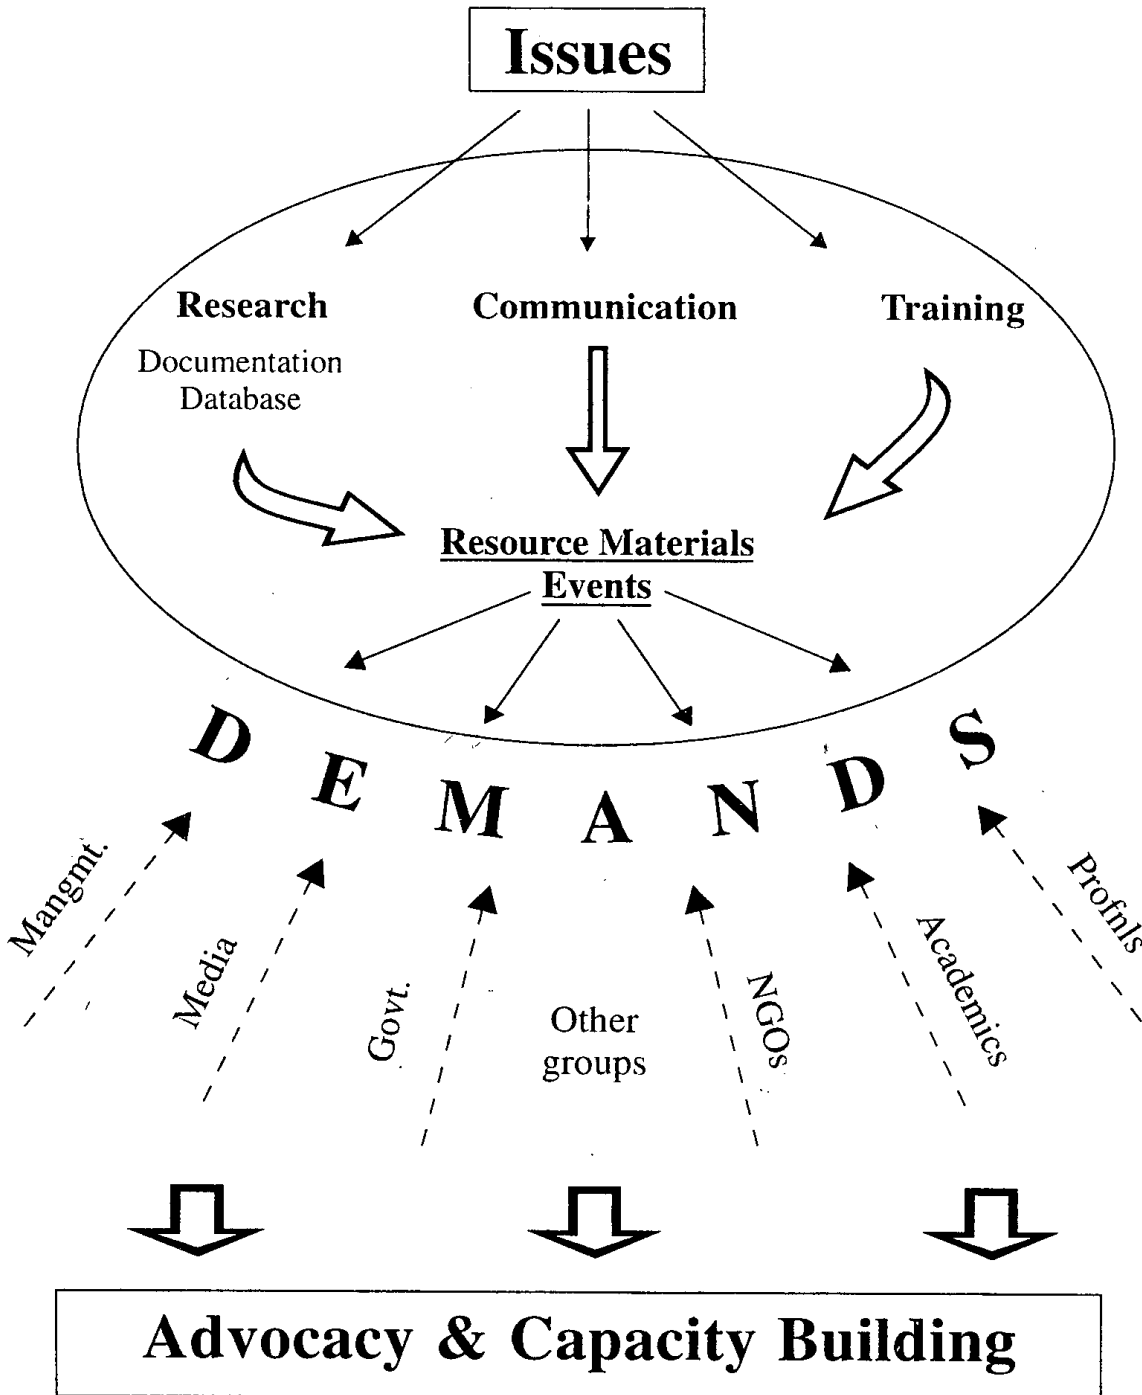 Issues
Research
Communication
Training
Documentation
Database
Resource Materials
Events
DEMANDS
Mangmt.
Media
Govt.
Other
groups
NGOs
Academics
Profnls
Advocacy & Capacity Building